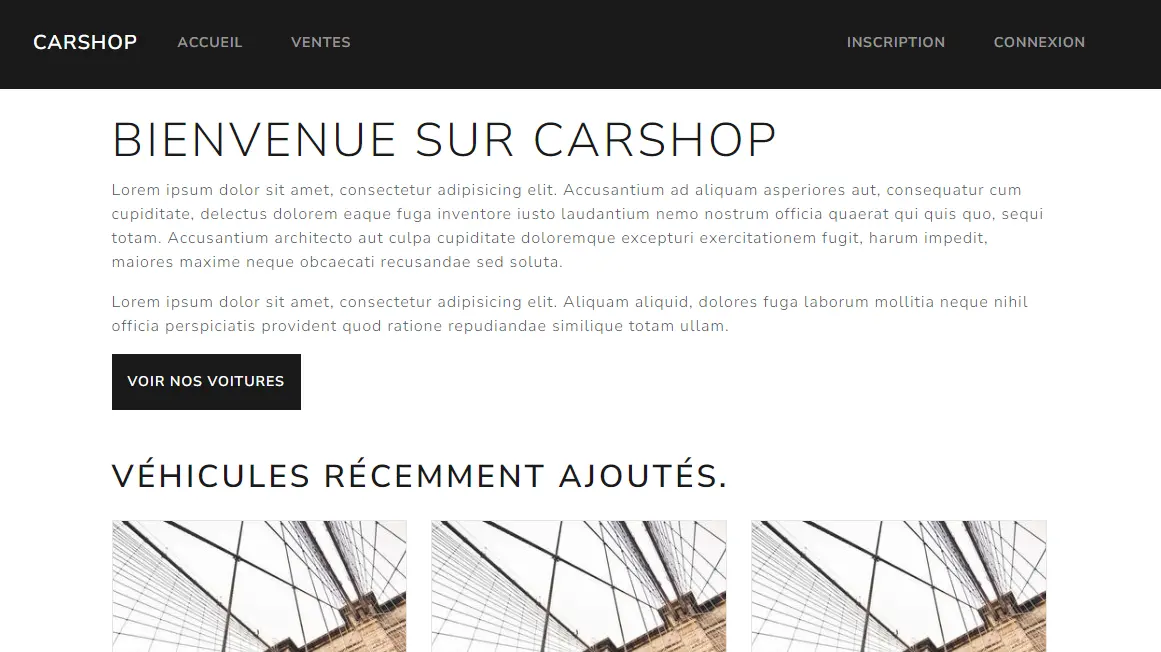 CARSHOP ACCUEIL VENTES INSCRIPTION CONNEXION
BIENVENUE SUR CARSHOP
Lorem ipsum dolor sit amet, consectetur adipisicing elit. Accusantium ad aliquam asperiores aut, consequatur cum
cupiditate, delectus dolorem eaque fuga inventore iusto laudantium nemo nostrum officia quaerat qui quis quo, sequi
totam. Accusantium architecto aut culpa cupiditate doloremque excepturi exercitationem fugit, harum impedit,
maiores maxime neque obcaecati recusandae sed soluta.
Lorem ipsum dolor sit amet, consectetur adipisicing elit. Aliquam aliquid, dolores fuga laborum mollitia neque nihil
officia perspiciatis provident quod ratione repudiandae similique totam ullam.
VOIR NOS VOITURES
VÉHICULES RÉCEMMENT AJOUTÉS.